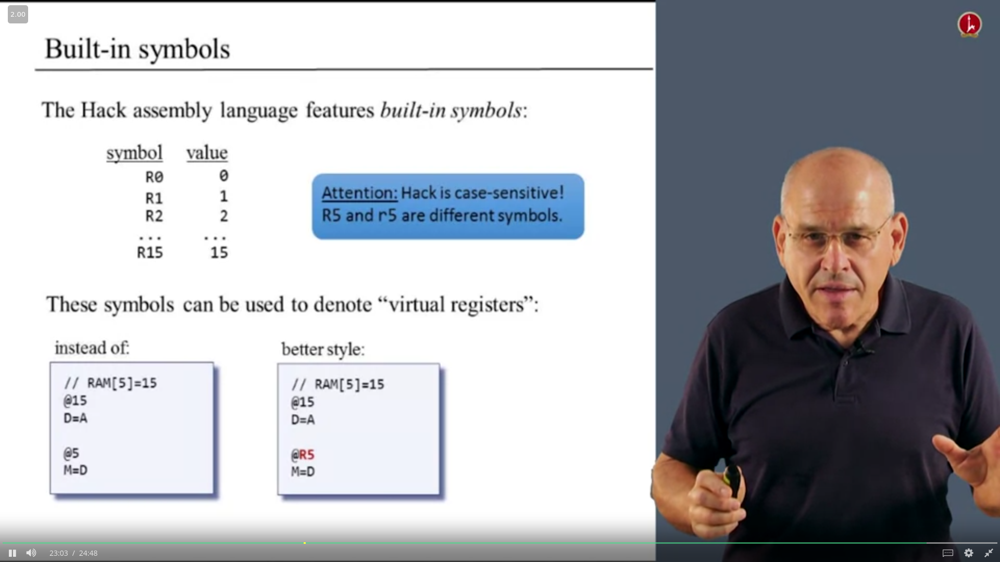 2.00
Built-in symbols
The Hack assembly language features built-in symbols:
symbol value
R0 0
R1 1
R2 2
... ...
R15 15
Attention: Hack is case-sensitive!
R5 and r5 are different symbols.
These symbols can be used to denote “virtual registers”:
instead of:
// RAM[5]=15
@15
D=A
@5
M=D
better style:
// RAM[5]=15
@15
D=A
@R5
M=D
23:03 / 24:48